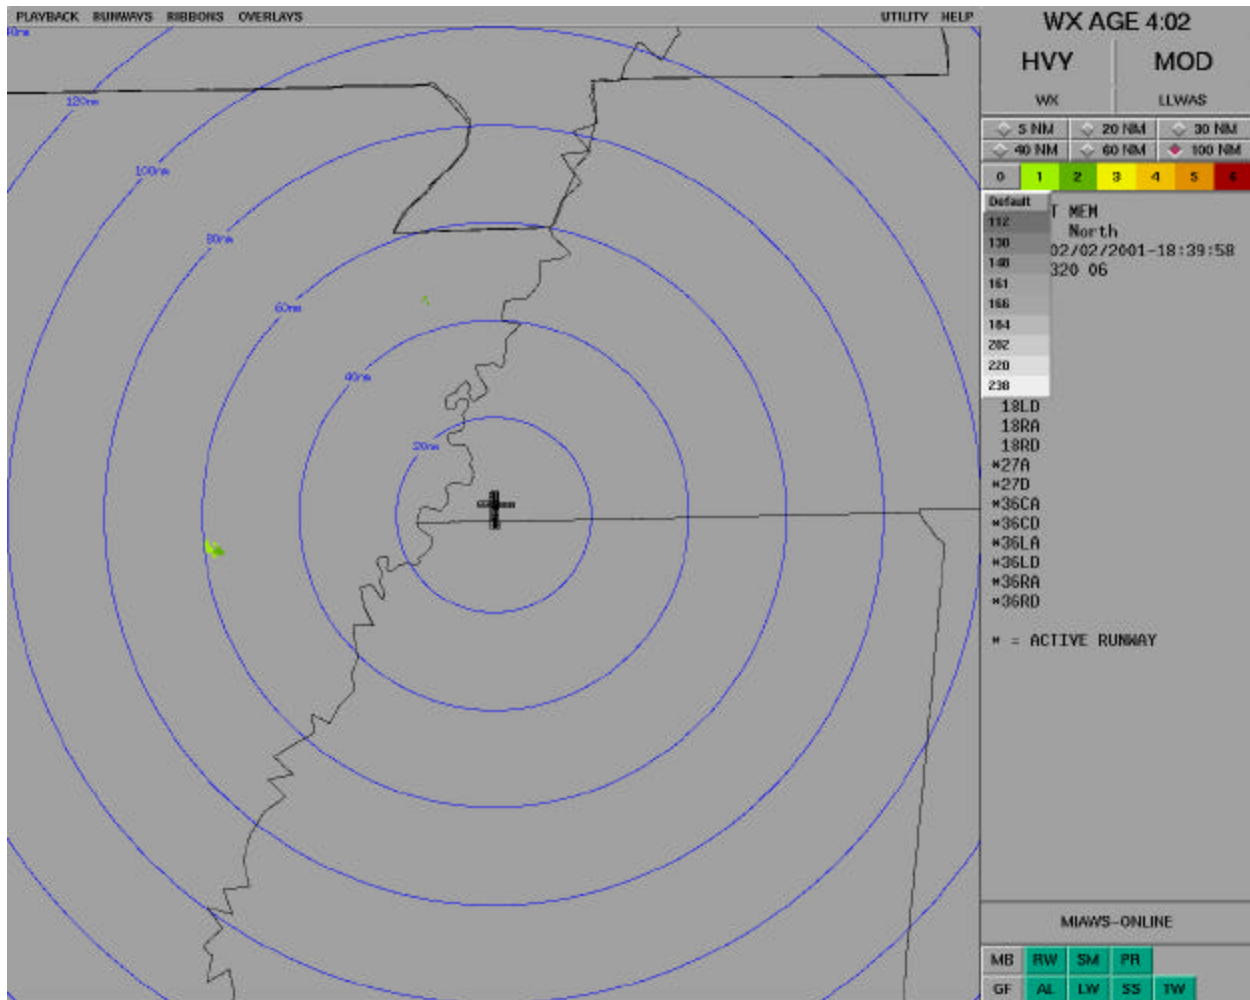 PLAYBACK RUNWAYS RIBBONS OVERLAYS UTILITY HELP
WX AGE 4:02
HVY MOD
WX LLWAS
5 NM 20 NM 30 NM
40 NM 60 NM 100 NM
0 1 2 3 4 5 6
Default
112
130
148
161
166
184
202
220
238
T MEM
North
02/02/2001-18:39:58
320 06
18LD
18RA
18RD
*27A
*27D
*36CA
*36CD
*36LA
*36LD
*36RA
*36RD
* = ACTIVE RUNWAY
MIAWS-ONLINE
MB RW SM PR
GF AL LW SS TW
120nm
100nm
80nm
60nm
40nm
20nm